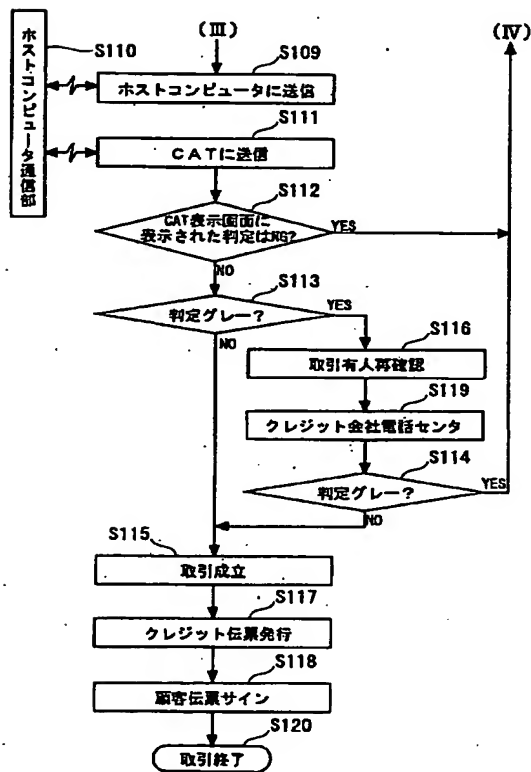 (III)
(IV)
S110
ホストコンピュータ通信部
S109
ホストコンピュータに送信
S111
CATに送信
S112
CAT表示画面に
表示された判定はNG?
YES
NO
S113
判定グレー?
YES
NO
S116
取引有人再確認
S119
クレジット会社電話センタ
S114
判定グレー?
YES
NO
S115
取引成立
S117
クレジット伝票発行
S118
顧客伝票サイン
S120
取引終了